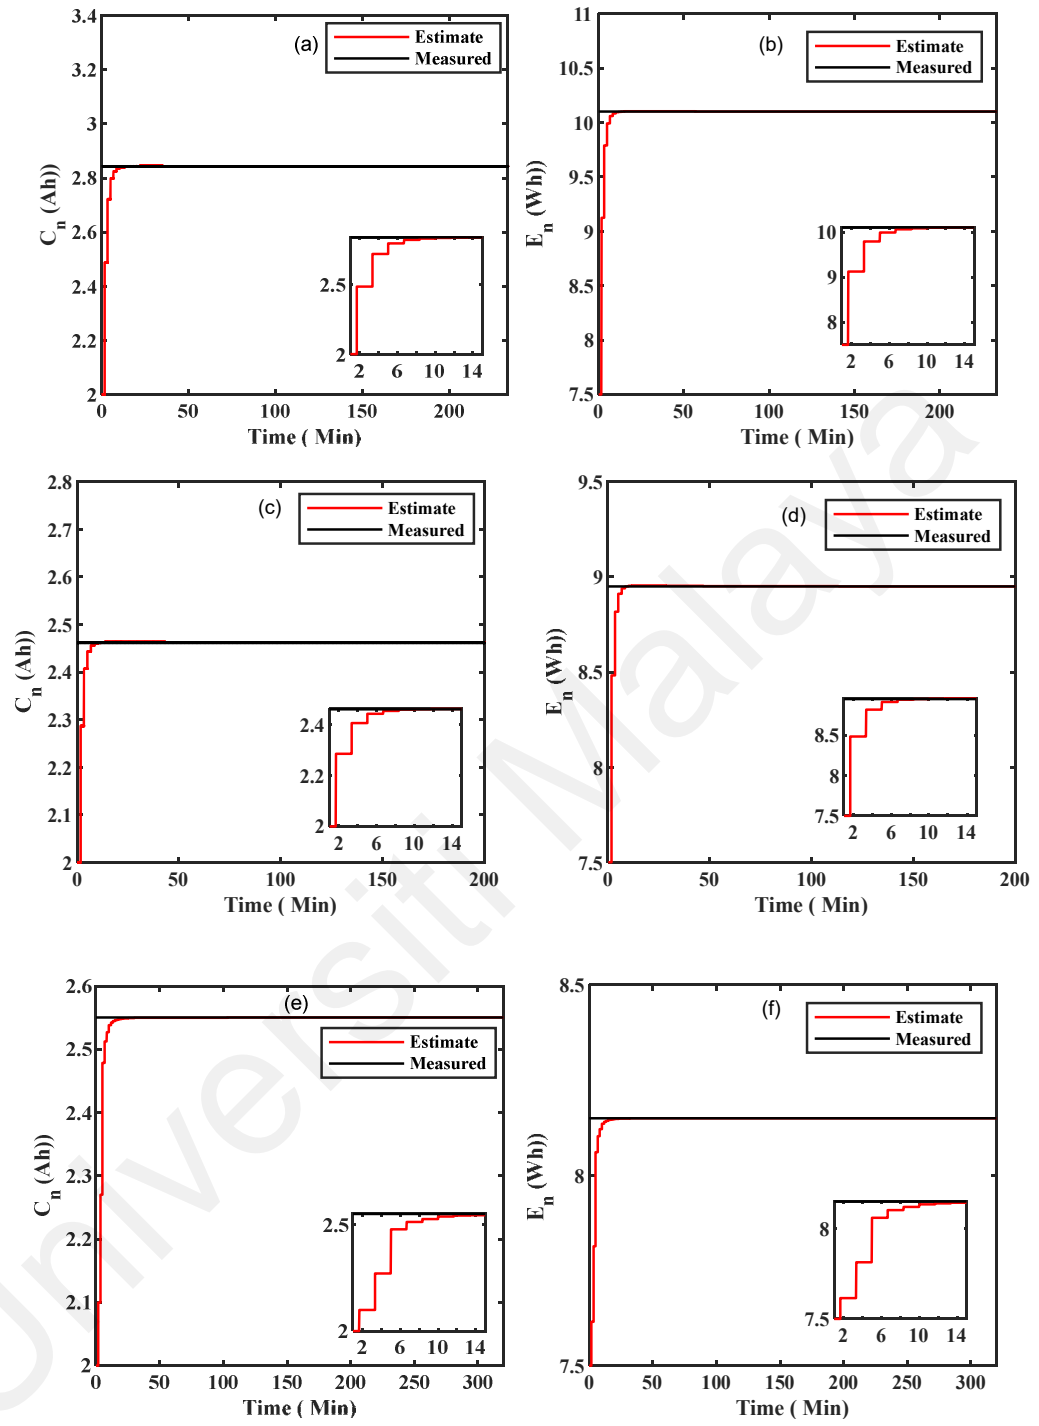 (a)
Estimate
Measured
3.4
3.2
3
2.8
2.6
2.4
2.2
2
C_n (Ah))
2.5
2
2 6 10 14
0 50 100 150 200
Time ( Min)
(b)
Estimate
Measured
11
10.5
10
9.5
9
8.5
8
7.5
E_n (Wh)
10
9
8
2 6 10 14
0 50 100 150 200
Time ( Min)
(c)
Estimate
Measured
2.8
2.7
2.6
2.5
2.4
2.3
2.2
2.1
2
C_n (Ah))
2.4
2.2
2
2 6 10 14
0 50 100 150 200
Time ( Min)
(d)
Estimate
Measured
9.5
9
8.5
8
7.5
E_n (Wh))
8.5
8
7.5
2 6 10 14
0 50 100 150 200
Time ( Min)
(e)
Estimate
Measured
2.6
2.5
2.4
2.3
2.2
2.1
2
C_n (Ah))
2.5
2
2 6 10 14
0 50 100 150 200 250 300
Time ( Min)
(f)
Estimate
Measured
8.5
8
7.5
E_n (Wh))
8
7.5
2 6 10 14
0 50 100 150 200 250 300
Time ( Min)
Universiti Malaya